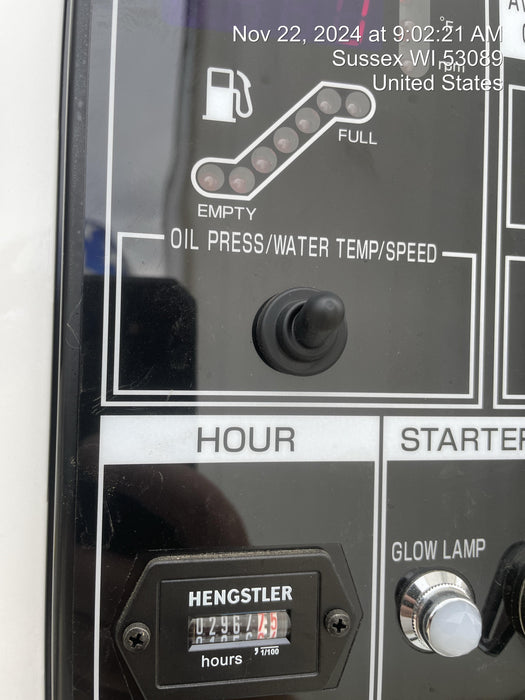 Nov 22, 2024 at 9:02:21 AM
Sussex WI 53089
United States
°F
rpm
FULL
EMPTY
OIL PRESS/WATER TEMP/SPEED
HOUR
STARTER
GLOW LAMP
HENGSTLER
hours
1/100